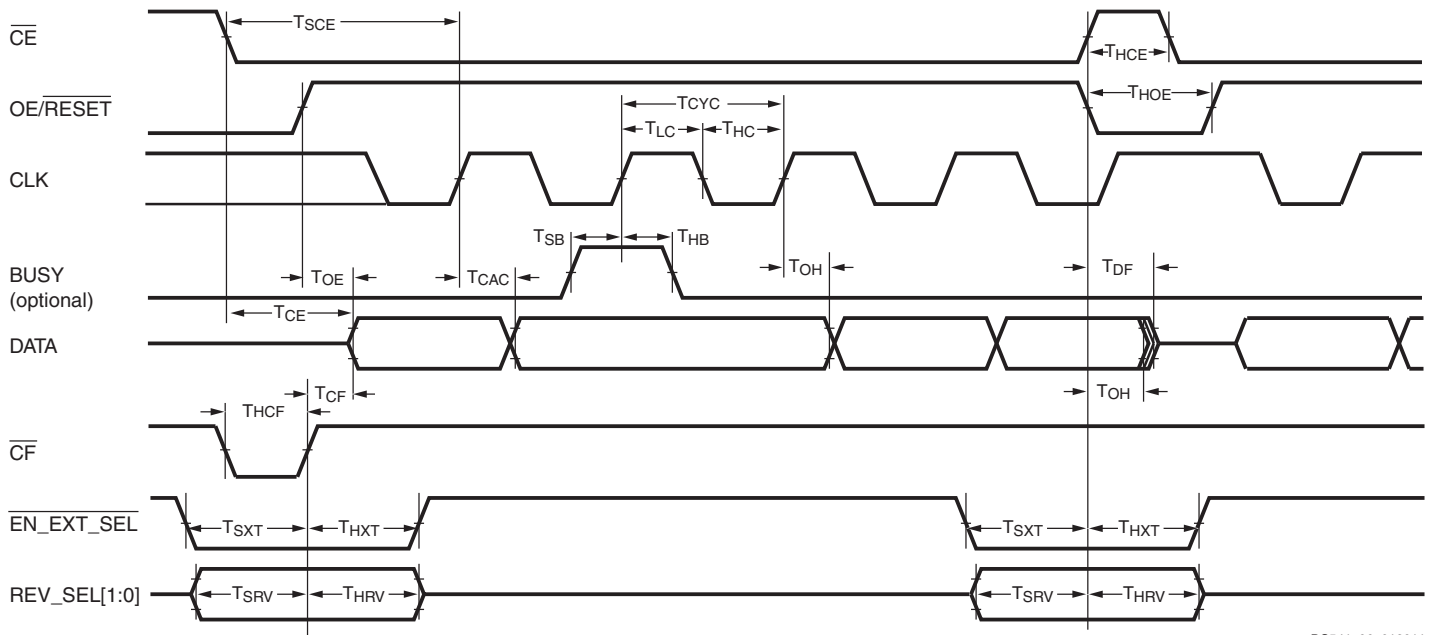 CE
TSCE
THCE
OE/RESET
THOE
TCYC
TLC
THC
CLK
TSB
THB
BUSY
(optional)
TOE
TCAC
TOH
TDF
TCE
DATA
TCF
TOH
THCF
CF
EN_EXT_SEL
TSXT
THXT
TSXT
THXT
REV_SEL[1:0]
TSRV
THRV
TSRV
THRV